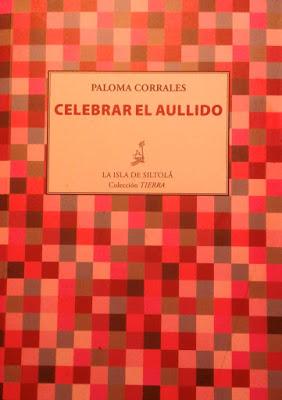 PALOMA CORRALES
CELEBRAR EL AULLIDO
LA ISLA DE SILTOLÁ
Colección TIERRA